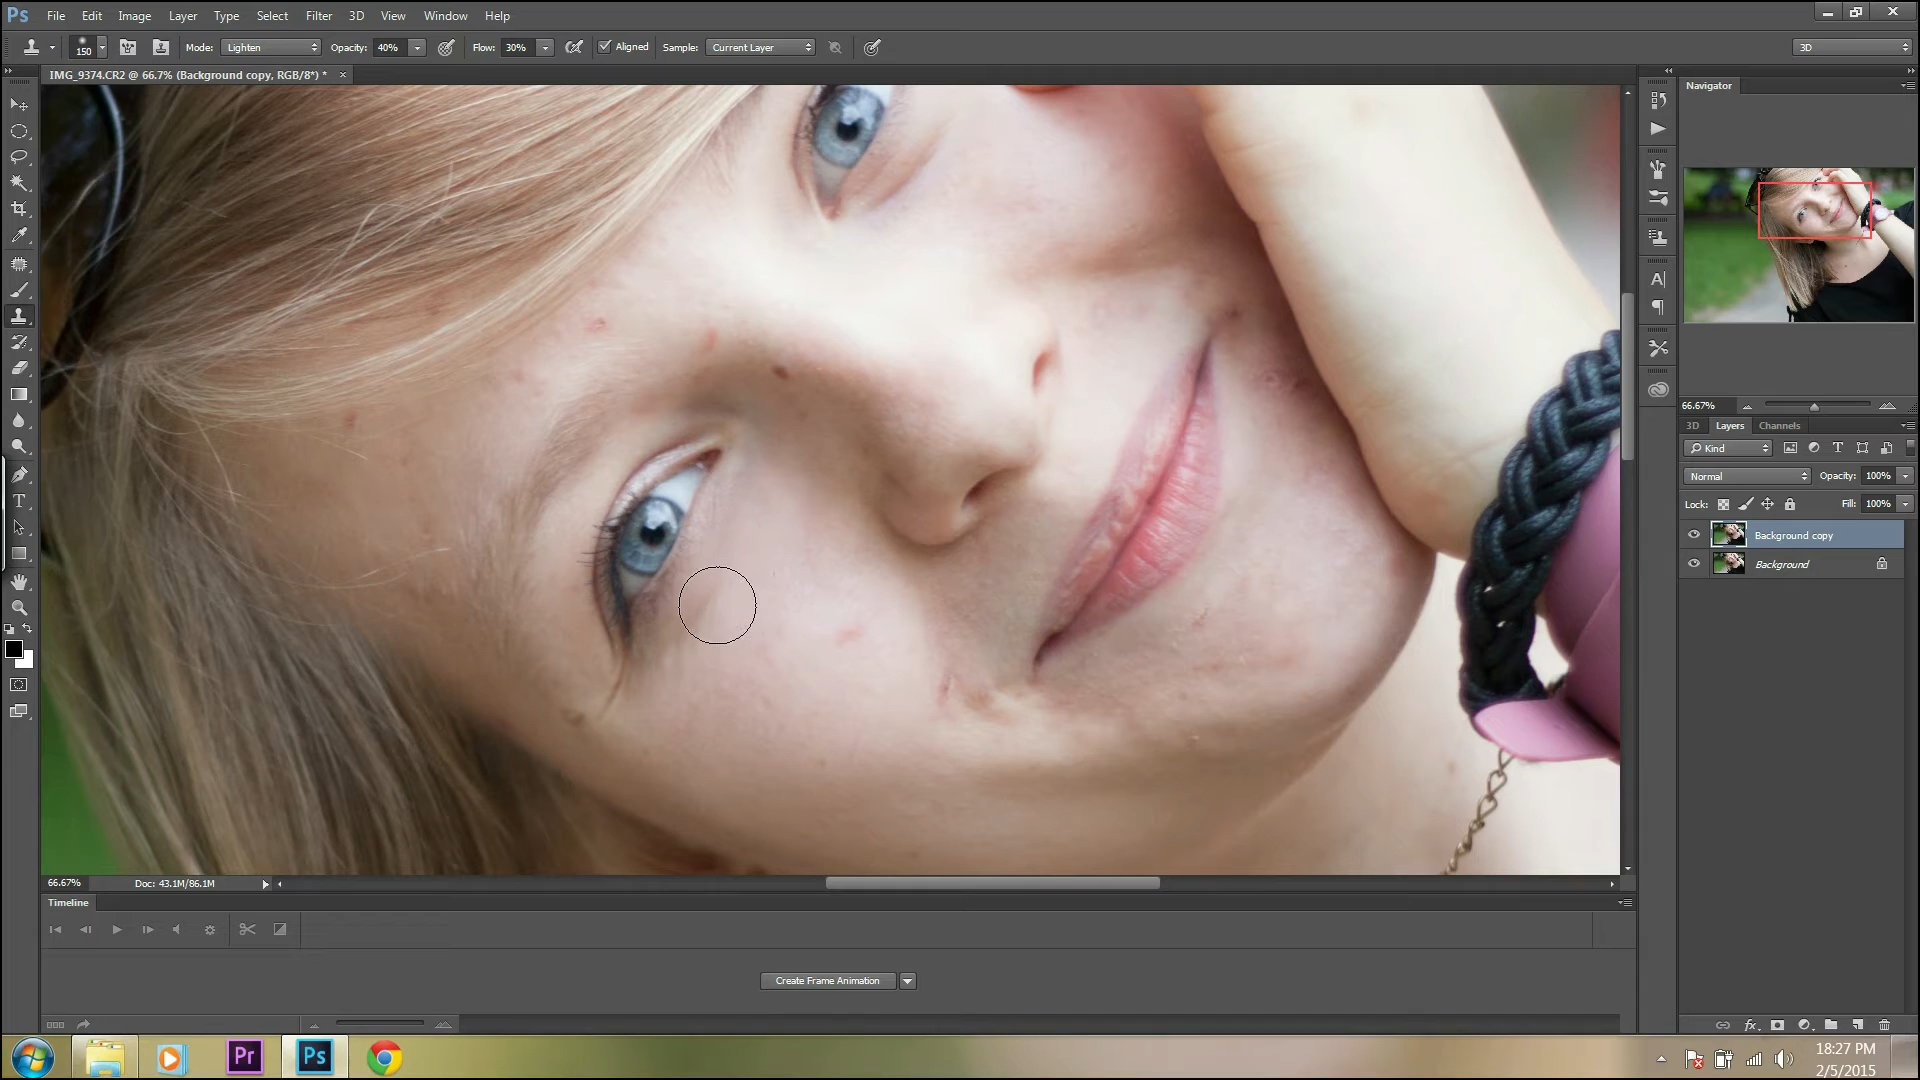 Ps File Edit Image Layer Type Select Filter 3D View Window Help
150 Mode: Lighten Opacity: 40% Flow: 30% Aligned Sample: Current Layer 3D
IMG_9374.CR2 @ 66.7% (Background copy, RGB/8*) * ×
Navigator
66.67%
3D Layers Channels
Kind
Normal Opacity: 100%
Lock: Fill: 100%
Background copy
Background
66.67% Doc: 43.1M/86.1M
Timeline
Create Frame Animation
Pr Ps
18:27 PM
2/5/2015